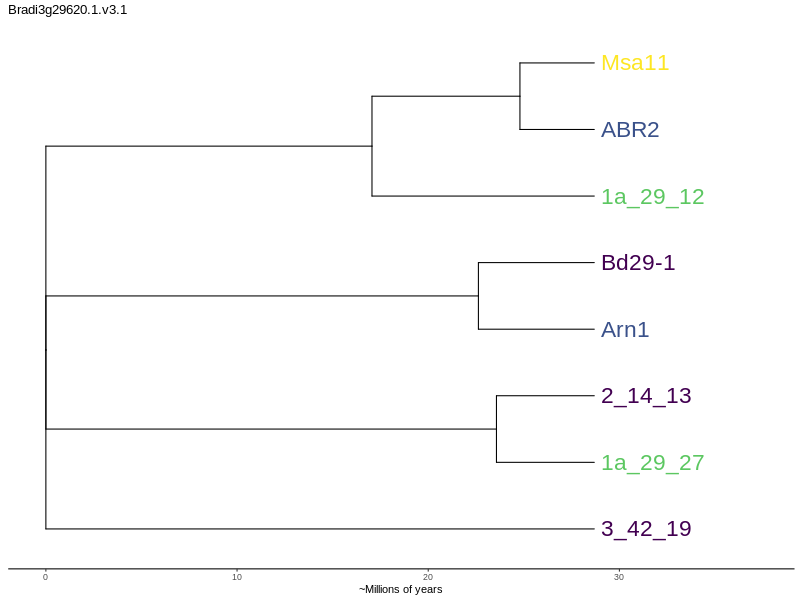 Bradi3g29620.1.v3.1
Msa11
ABR2
1a_29_12
Bd29-1
Arn1
2_14_13
1a_29_27
3_42_19
0 10 20 30
~Millions of years